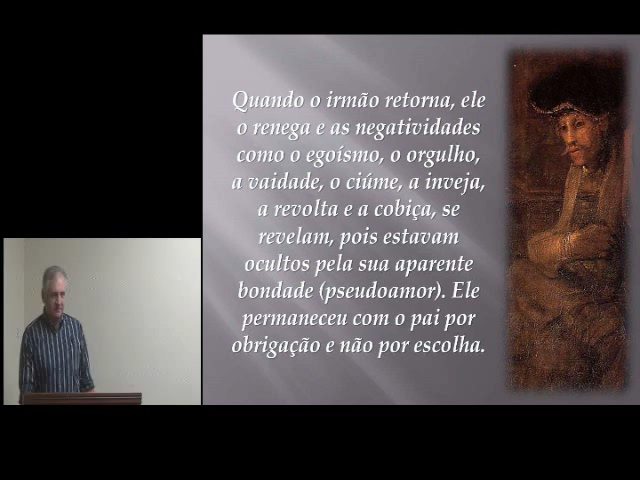 Quando o irmão retorna, ele
o renega e as negatividades
como o egoísmo, o orgulho,
a vaidade, o ciúme, a inveja,
a revolta e a cobiça, se
revelam, pois estavam
ocultos pela sua aparente
bondade (pseudoamor). Ele
permaneceu com o pai por
obrigação e não por escolha.